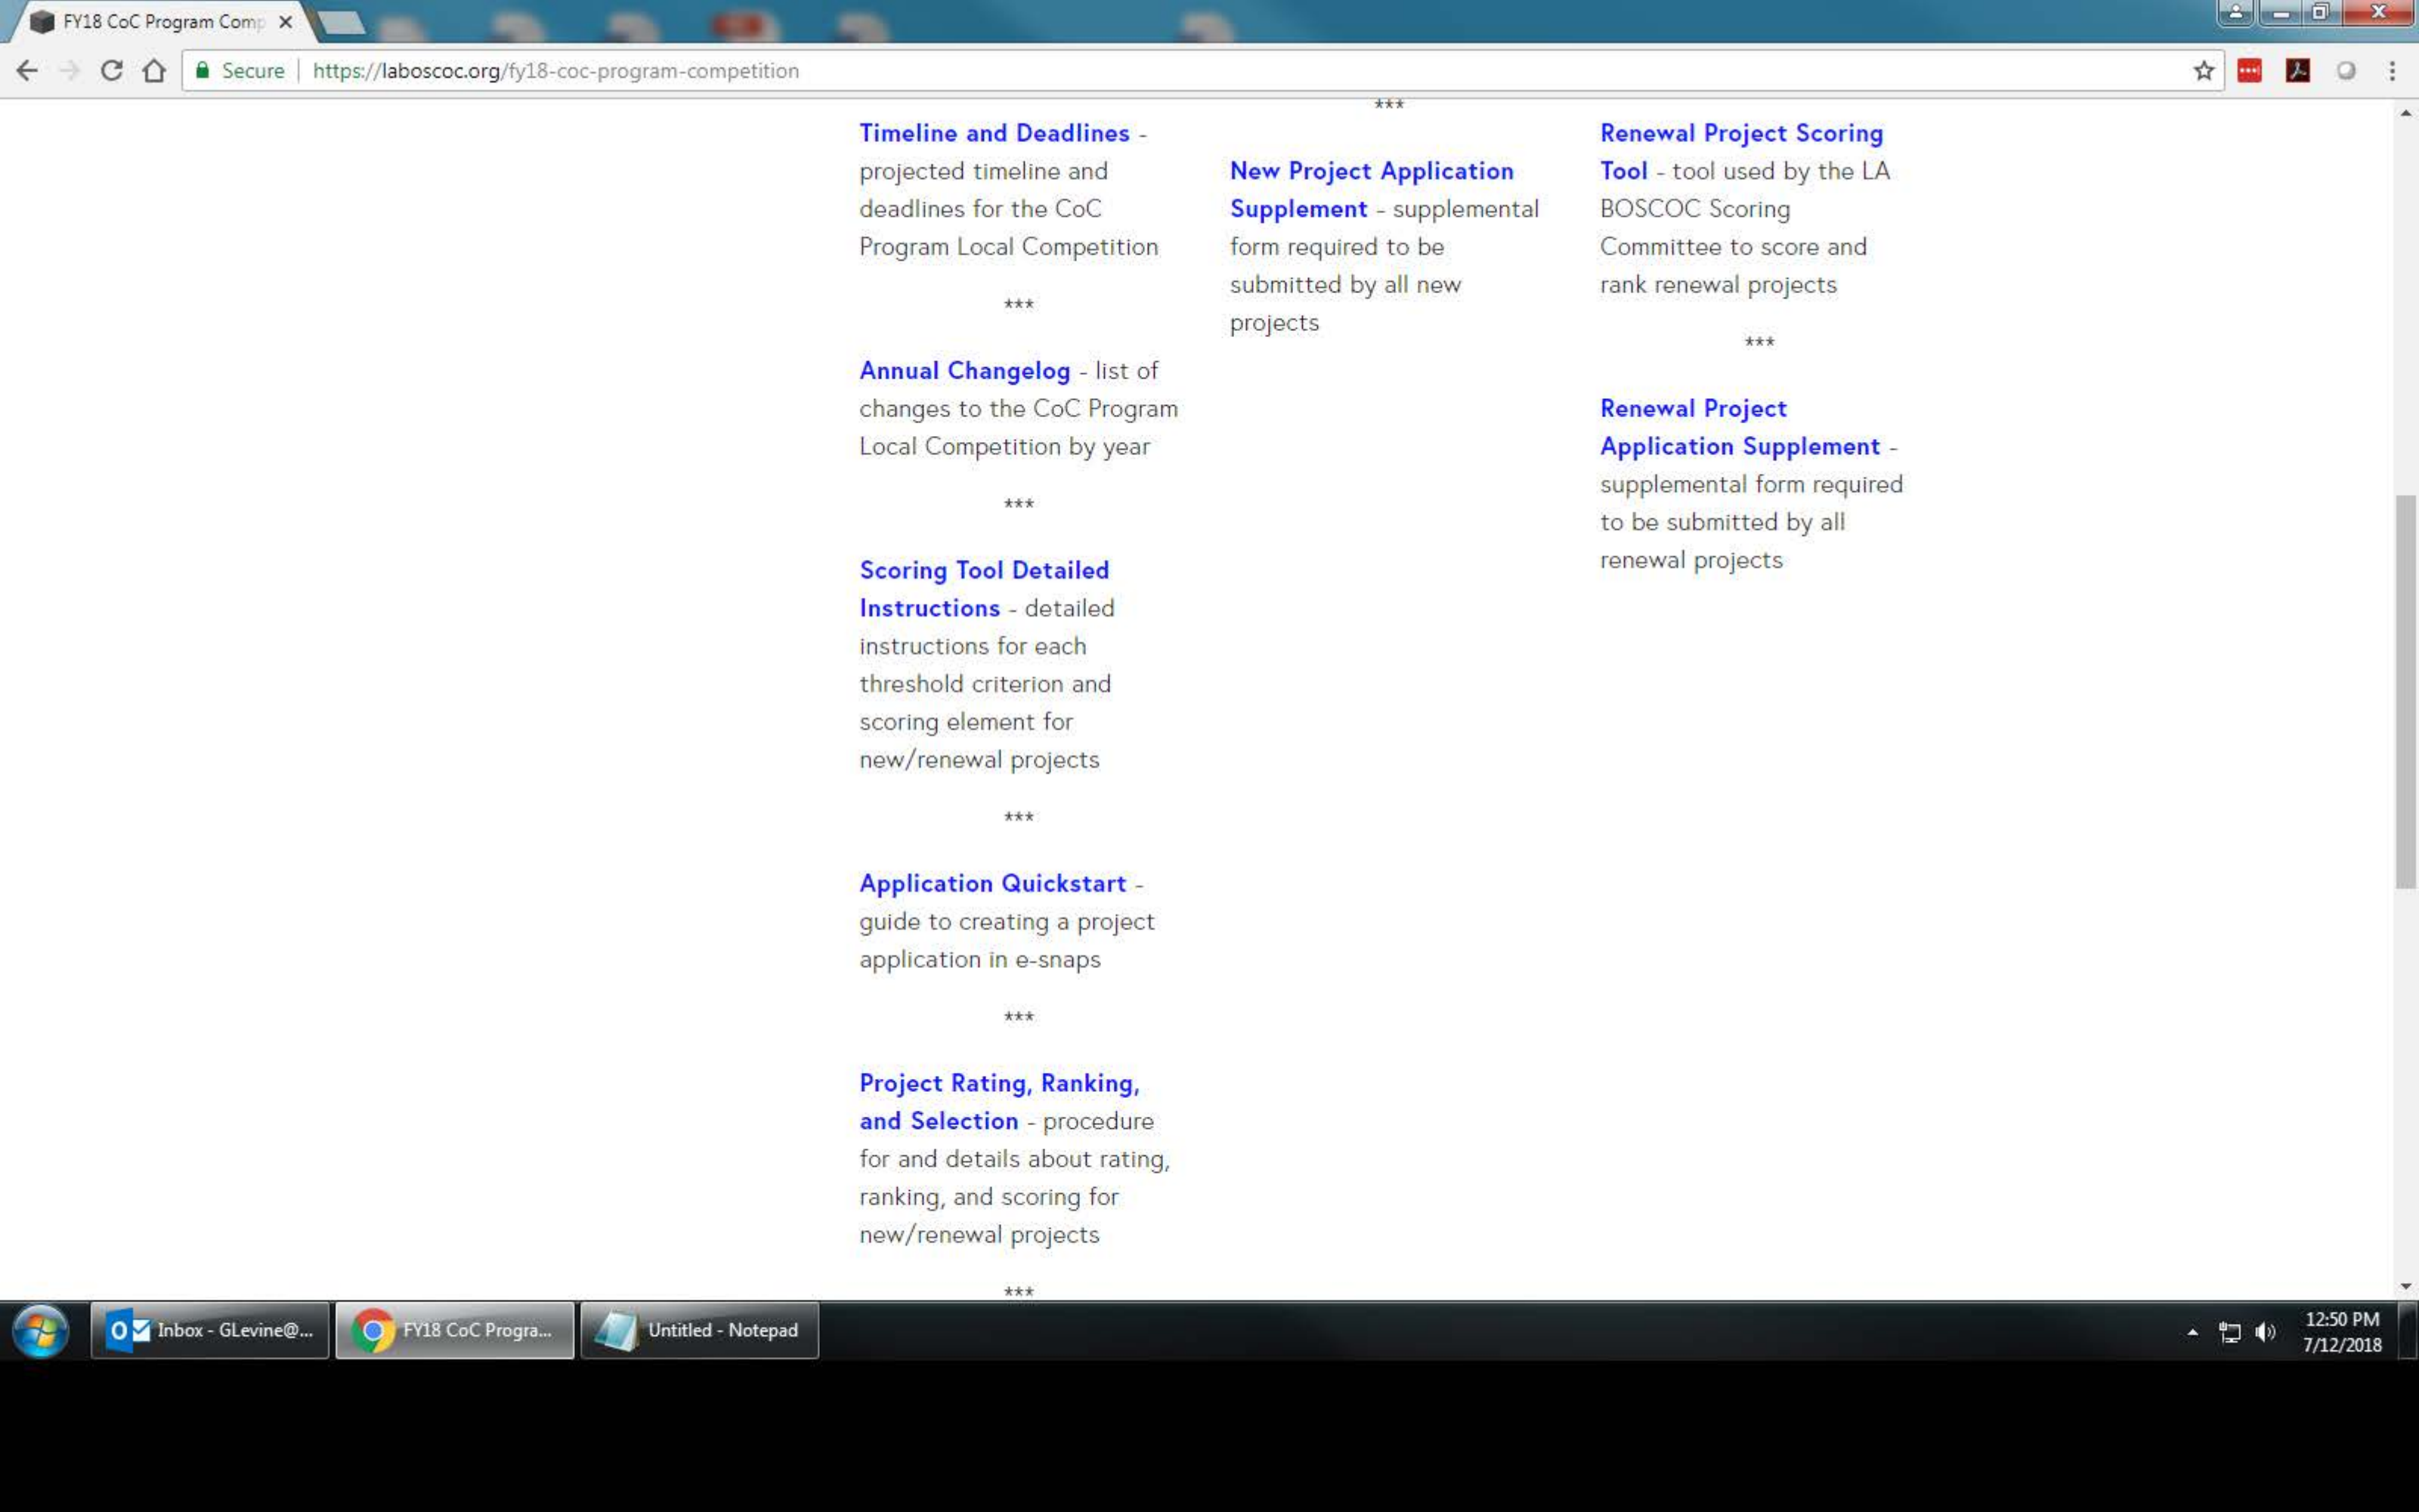 FY18 CoC Program Comp
Secure
https://laboscoc.org/fy18-coc-program-competition
Timeline and Deadlines -
projected timeline and
deadlines for the CoC
Program Local Competition
***
Annual Changelog - list of
changes to the CoC Program
Local Competition by year
***
Scoring Tool Detailed
Instructions - detailed
instructions for each
threshold criterion and
scoring element for
new/renewal projects
***
Application Quickstart -
guide to creating a project
application in e-snaps
***
Project Rating, Ranking,
and Selection - procedure
for and details about rating,
ranking, and scoring for
new/renewal projects
***
***
New Project Application
Supplement - supplemental
form required to be
submitted by all new
projects
Renewal Project Scoring
Tool - tool used by the LA
BOSCOC Scoring
Committee to score and
rank renewal projects
***
Renewal Project
Application Supplement -
supplemental form required
to be submitted by all
renewal projects
Inbox - GLevine@...
FY18 CoC Progra...
Untitled - Notepad
12:50 PM
7/12/2018